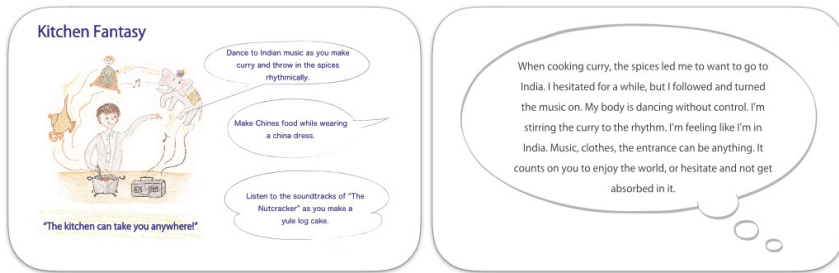 Kitchen Fantasy
Dance to Indian music as you make
curry and throw in the spices
rhythmically.
Make Chines food while wearing
a china dress.
Listen to the soundtracks of "The
Nutcracker" as you make a
yule log cake.
"The kitchen can take you anywhere!"
When cooking curry, the spices led me to want to go to
India. I hesitated for a while, but I followed and turned
the music on. My body is dancing without control. I'm
stirring the curry to the rhythm. I'm feeling like I'm in
India. Music, clothes, the entrance can be anything. It
counts on you to enjoy the world, or hesitate and not get
absorbed in it.